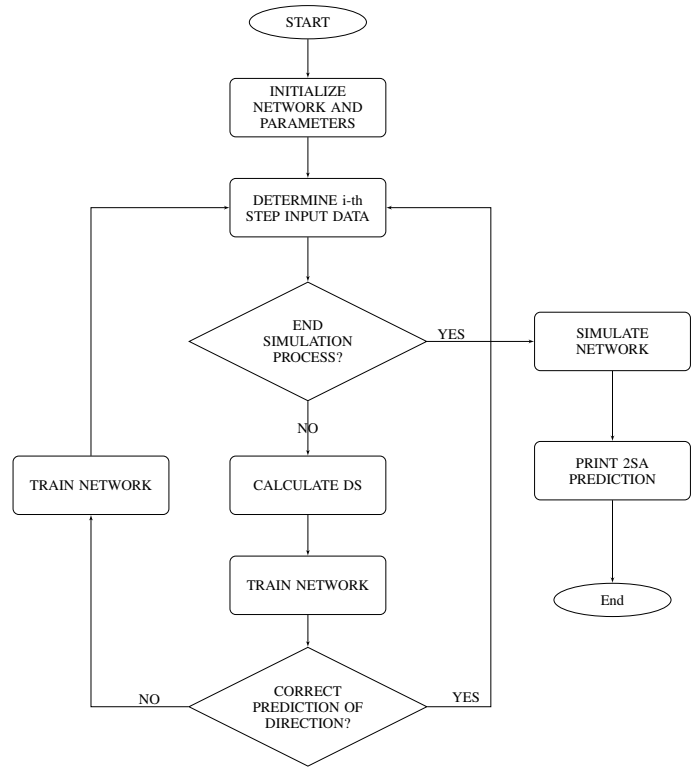 START
INITIALIZE
NETWORK AND
PARAMETERS
DETERMINE i-th
STEP INPUT DATA
END
SIMULATION
PROCESS?
YES
SIMULATE
NETWORK
NO
TRAIN NETWORK
CALCULATE DS
PRINT 2SA
PREDICTION
TRAIN NETWORK
End
CORRECT
PREDICTION OF
DIRECTION?
NO
YES